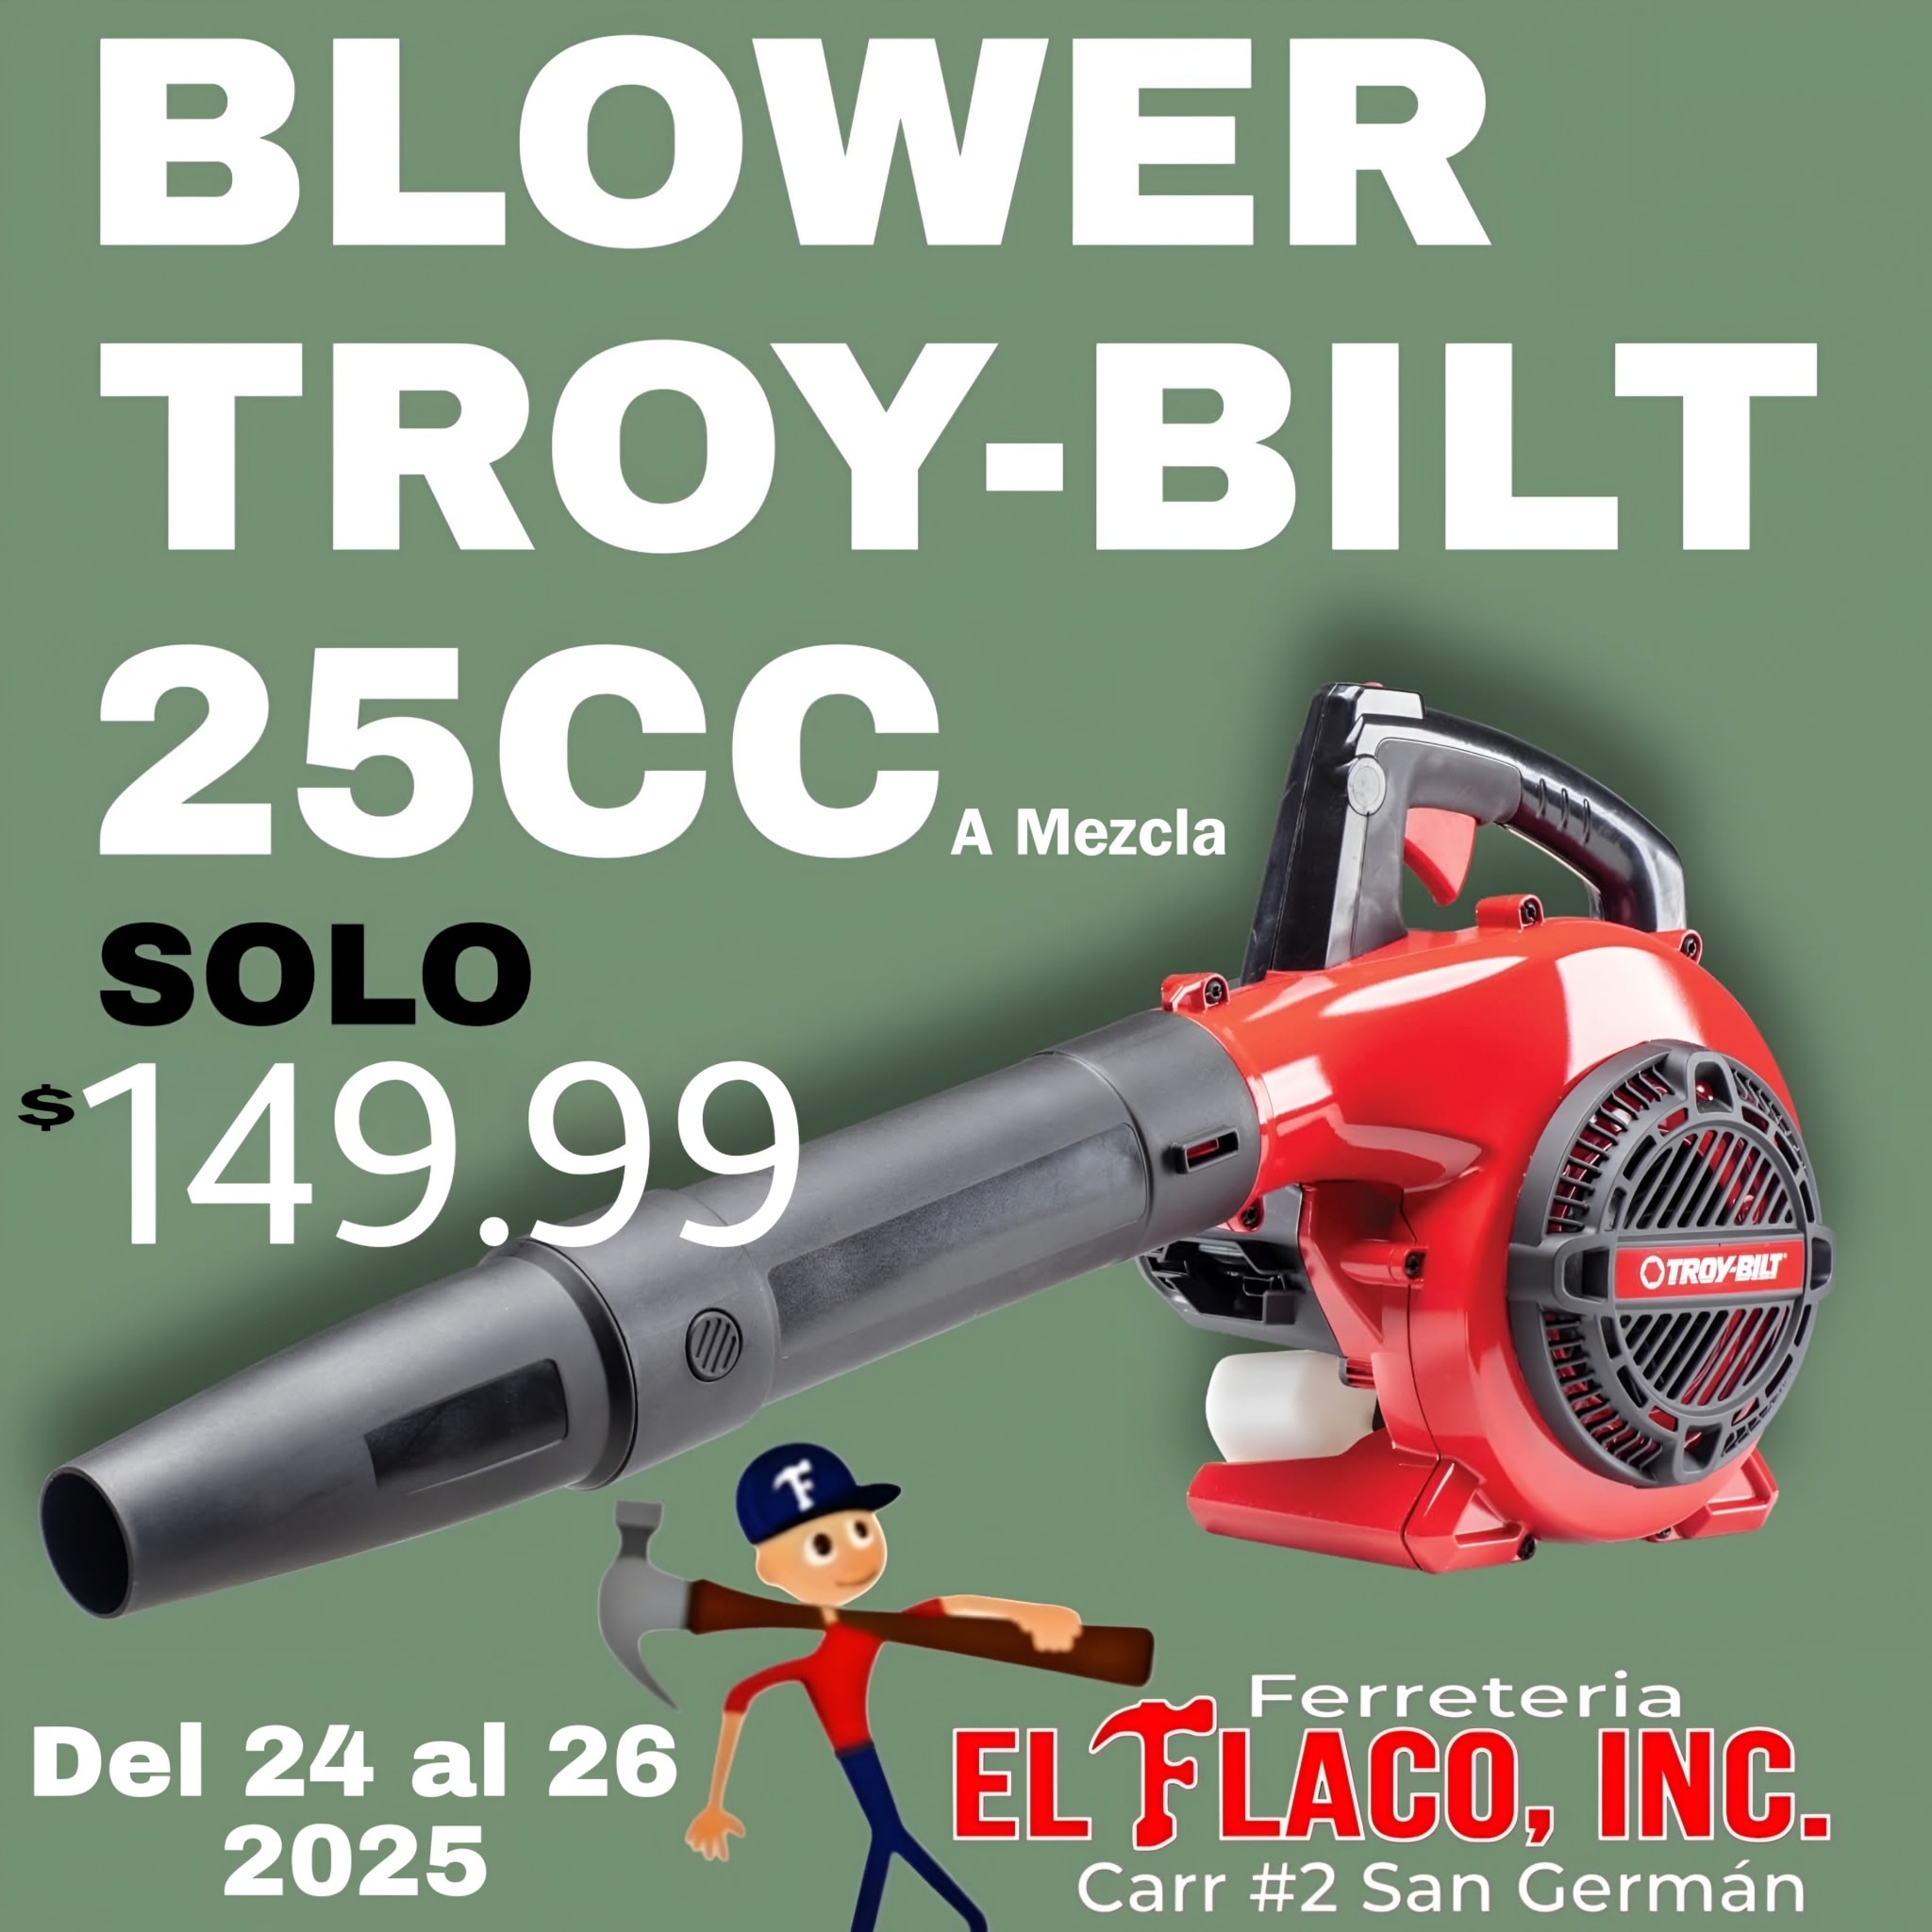 BLOWER
TROY-BILT
25CC A Mezcla
SOLO
$149.99
TROY-BILT
F
Del 24 al 26
2025
Ferreteria
EL FLACO, INC.
Carr #2 San Germán